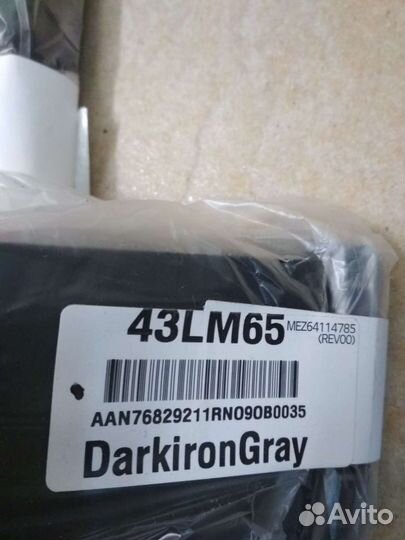 43LM65
MEZ64114785
(REV00)
AAN76829211RN090B0035
DarkironGray
Avito